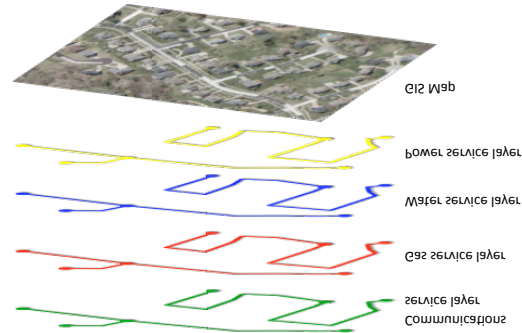 GIS Map
Power service layer
Water service layer
Gas service layer
Communications
service layer